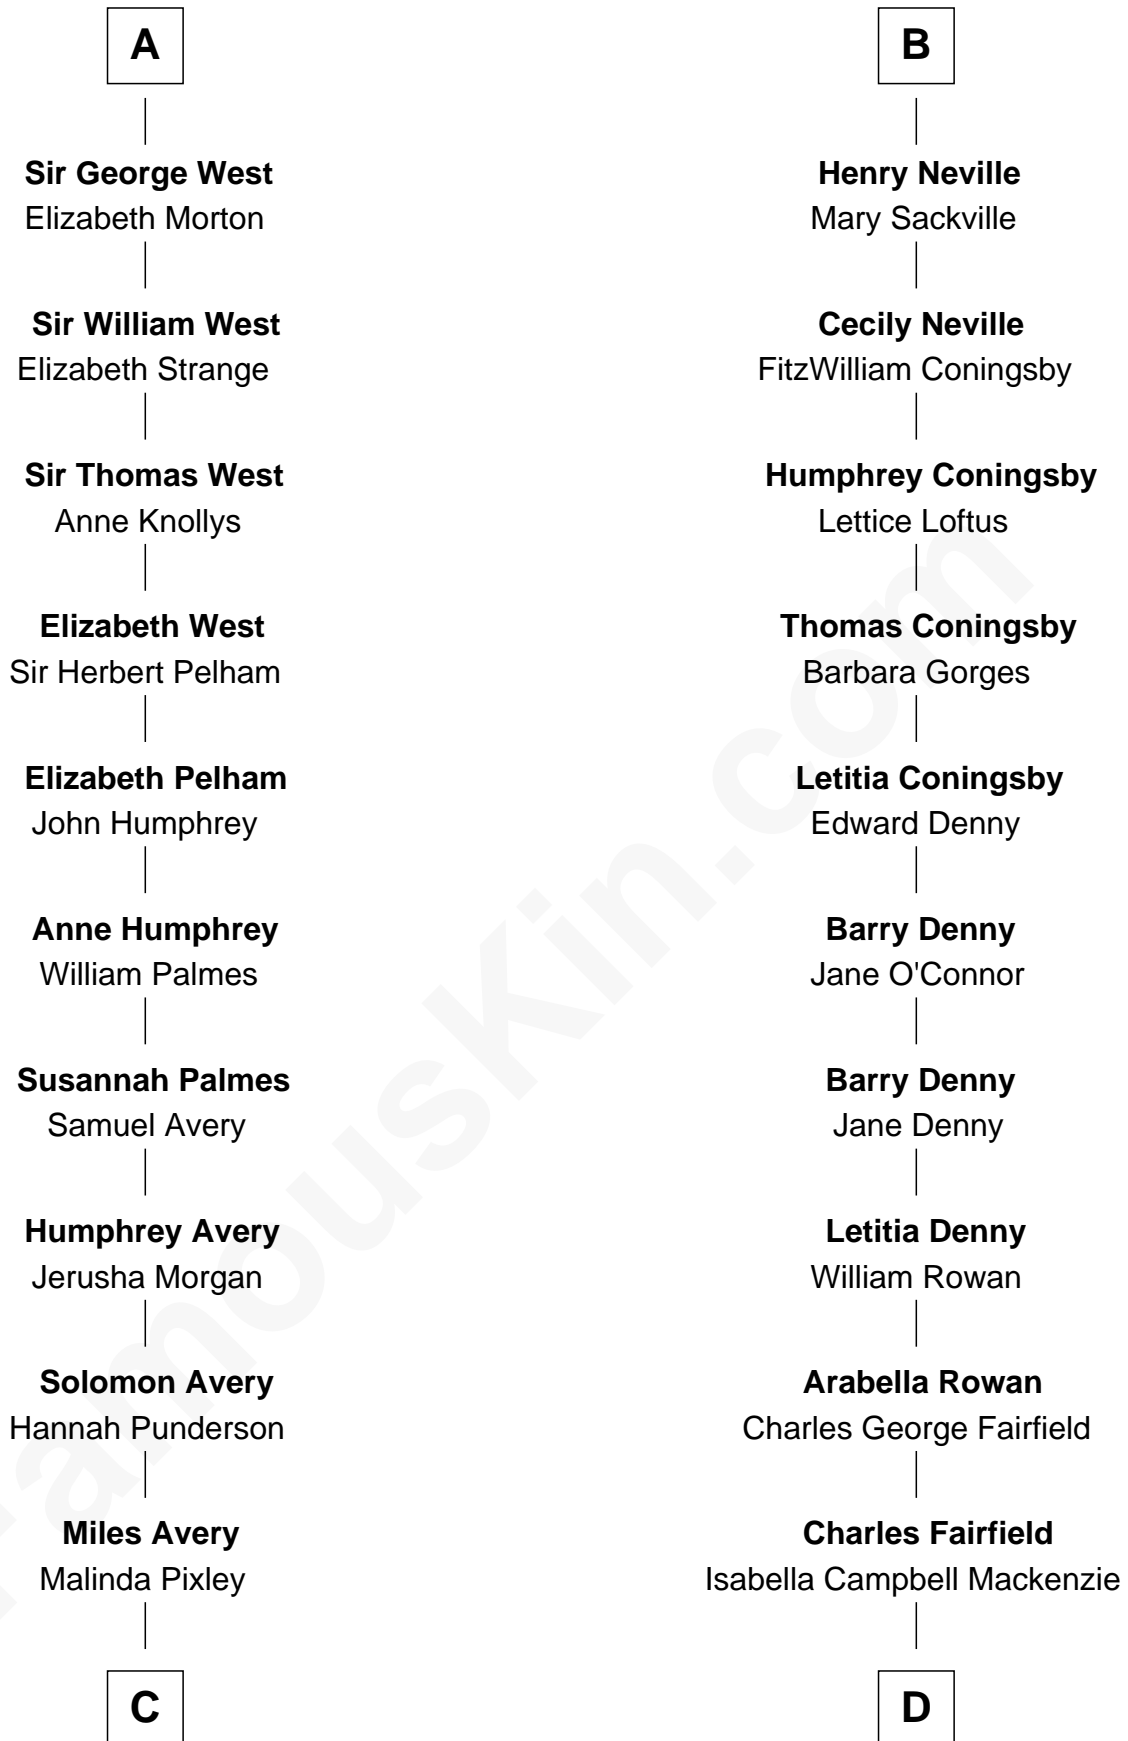 A
Sir George West
Elizabeth Morton
Sir William West
Elizabeth Strange
Sir Thomas West
Anne Knollys
Elizabeth West
Sir Herbert Pelham
Elizabeth Pelham
John Humphrey
Anne Humphrey
William Palmes
Susannah Palmes
Samuel Avery
Humphrey Avery
Jerusha Morgan
Solomon Avery
Hannah Punderson
Miles Avery
Malinda Pixley
C
B
Henry Neville
Mary Sackville
Cecily Neville
FitzWilliam Coningsby
Humphrey Coningsby
Lettice Loftus
Thomas Coningsby
Barbara Gorges
Letitia Coningsby
Edward Denny
Barry Denny
Jane O'Connor
Barry Denny
Jane Denny
Letitia Denny
William Rowan
Arabella Rowan
Charles George Fairfield
Charles Fairfield
Isabella Campbell Mackenzie
D
FamousKin.com